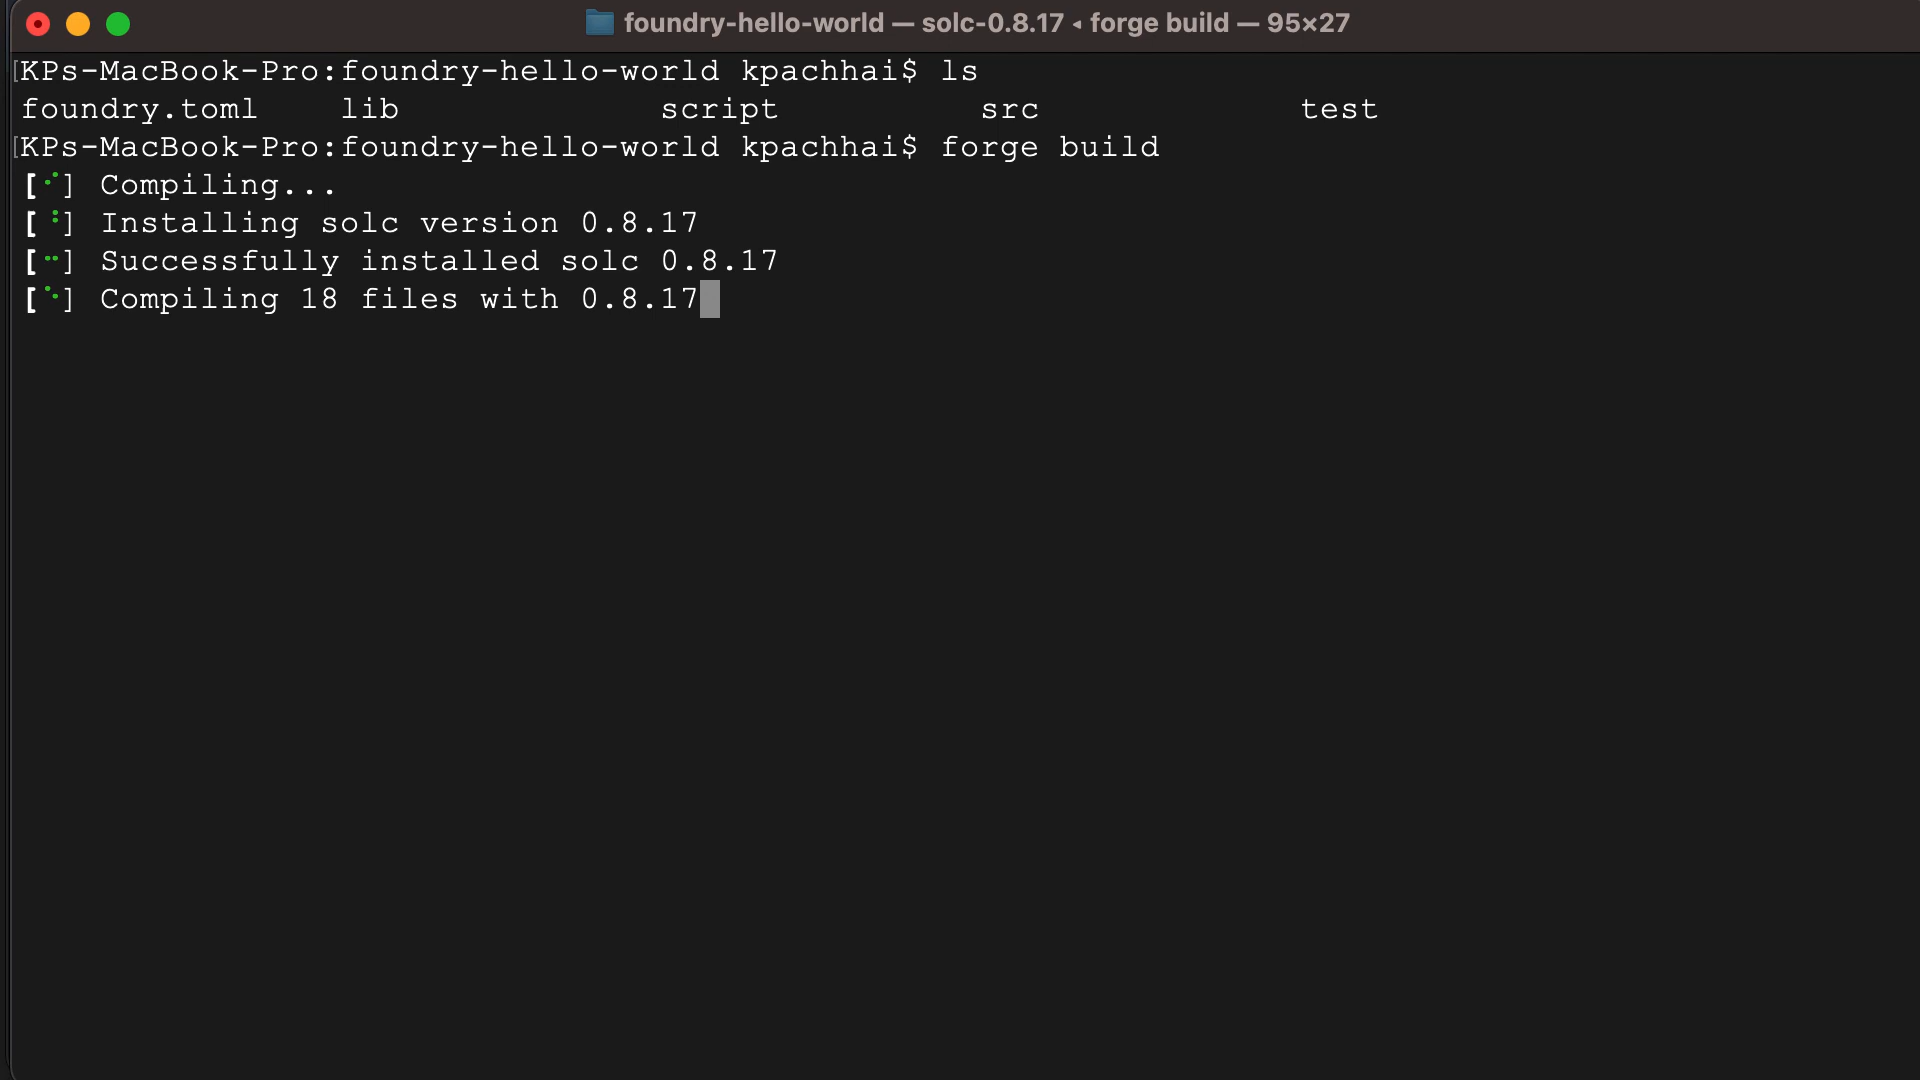 foundry-hello-world — solc-0.8.17 ◂ forge build — 95×27
[KPs-MacBook-Pro:foundry-hello-world kpachhai$ ls
foundry.toml    lib             script          src             test
[KPs-MacBook-Pro:foundry-hello-world kpachhai$ forge build
[⠊] Compiling...
[⠘] Installing solc version 0.8.17
[⠒] Successfully installed solc 0.8.17
[⠑] Compiling 18 files with 0.8.17